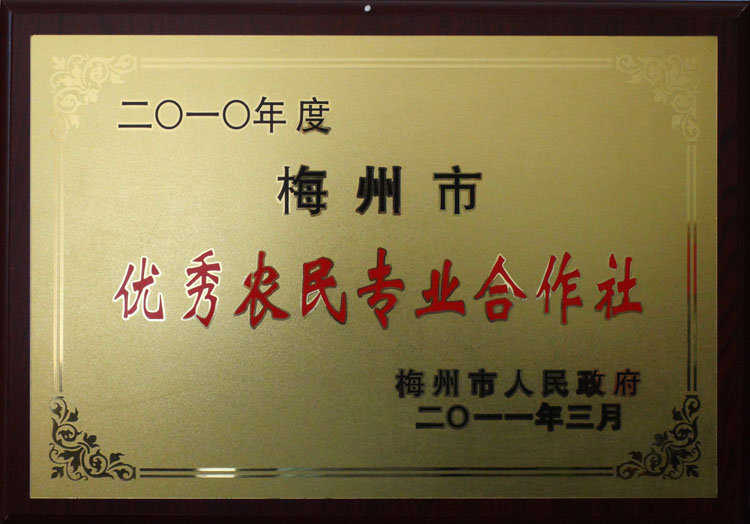 二〇一〇年度
梅州市
优秀农民专业合作社
梅州市人民政府
二〇一一年三月